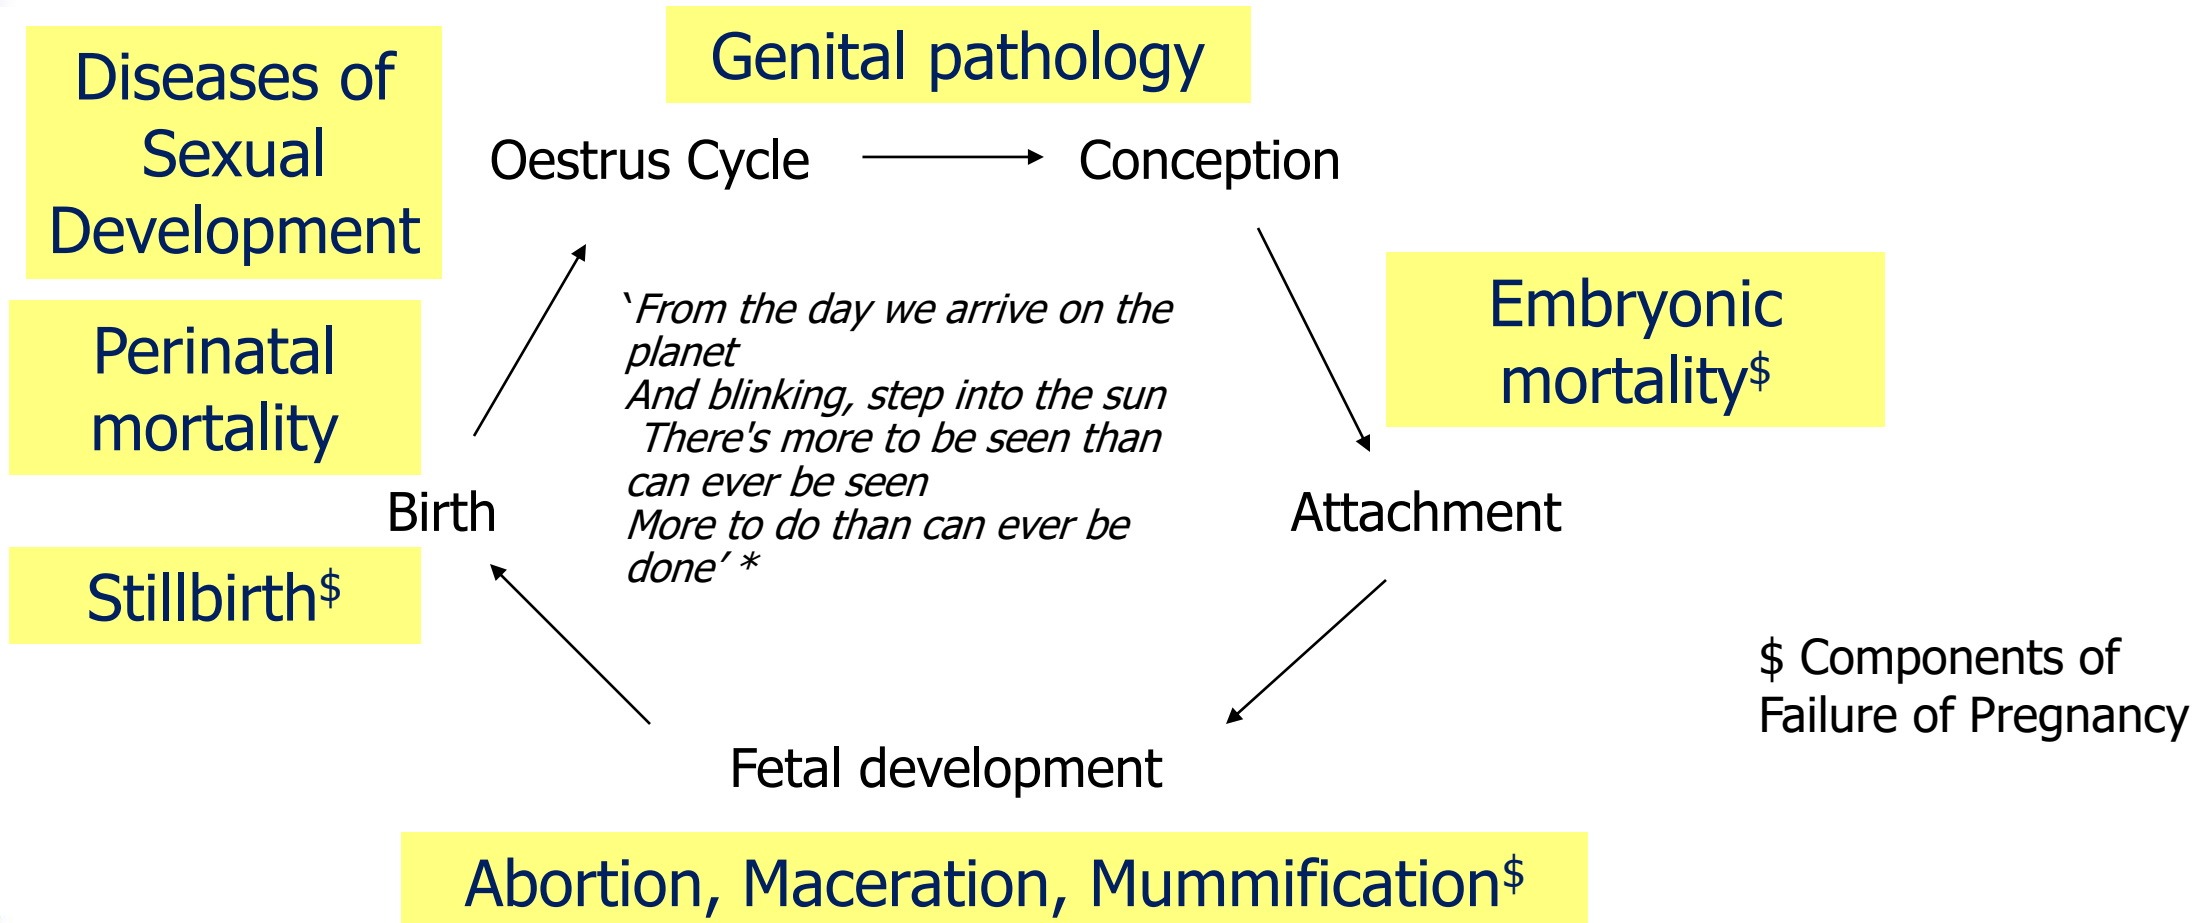 Genital pathology
Diseases of
Sexual
Development
Oestrus Cycle
Conception
Embryonic
mortality$
Perinatal
mortality
‘From the day we arrive on the
planet
And blinking, step into the sun
There's more to be seen than
can ever be seen
More to do than can ever be
done’ *
Birth
Attachment
Stillbirth$
$ Components of
Failure of Pregnancy
Fetal development
Abortion, Maceration, Mummification$